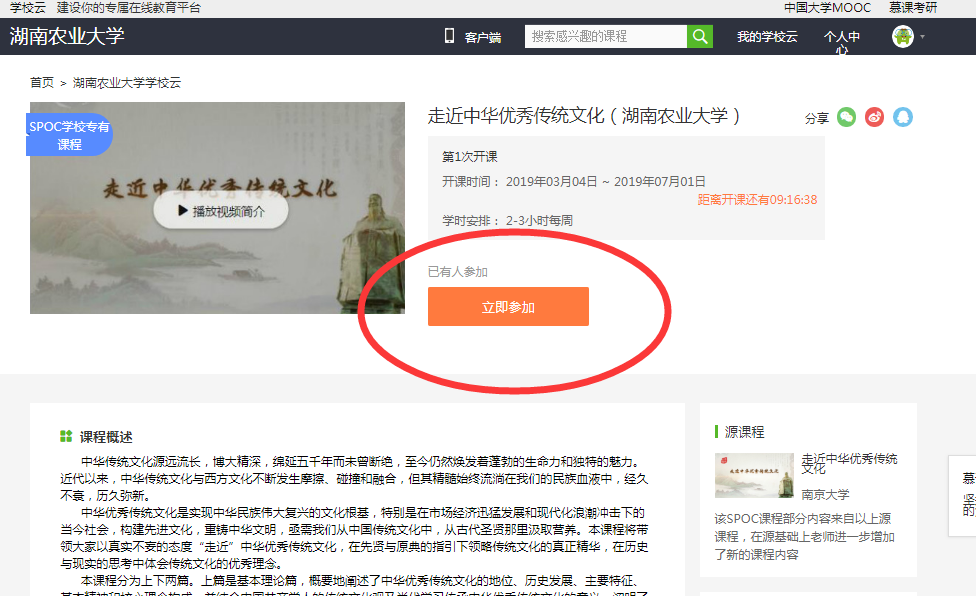 学校云 建设你的专属在线教育平台 中国大学MOOC 慕课考研
湖南农业大学 客户端 搜索感兴趣的课程 我的学校云 个人中
心
首页 > 湖南农业大学学校云
SPOC学校专有
课程
走近中华优秀传统文化
播放视频简介
走近中华优秀传统文化（湖南农业大学） 分享
第1次开课
开课时间： 2019年03月04日 ~ 2019年07月01日
距离开课还有09:16:38
学时安排： 2-3小时每周
已有人参加
立即参加
课程概述
中华传统文化源远流长，博大精深，绵延五千年而未曾断绝，至今仍然焕发着蓬勃的生命力和独特的魅力。
近代以来，中华传统文化与西方文化不断发生摩擦、碰撞和融合，但其精髓始终流淌在我们的民族血液中，经久
不衰，历久弥新。
中华优秀传统文化是实现中华民族伟大复兴的文化根基，特别是在市场经济迅猛发展和现代化浪潮冲击下的
当今社会，构建先进文化，重铸中华文明，亟需我们从中国传统文化中，从古代圣贤那里汲取营养。本课程将带
领大家以真实不妄的态度“走近”中华优秀传统文化，在先贤与原典的指引下领略传统文化的真正精华，在历史
与现实的思考中体会传统文化的优秀理念。
本课程分为上下两篇。上篇是基本理论篇，概要地阐述了中华优秀传统文化的地位、历史发展、主要特征、
源课程
走近中华优秀传统文化
走近中华优秀传统
文化
南京大学
该SPOC课程部分内容来自以上源
课程，在源基础上老师进一步增加
了新的课程内容
慕
坚
的